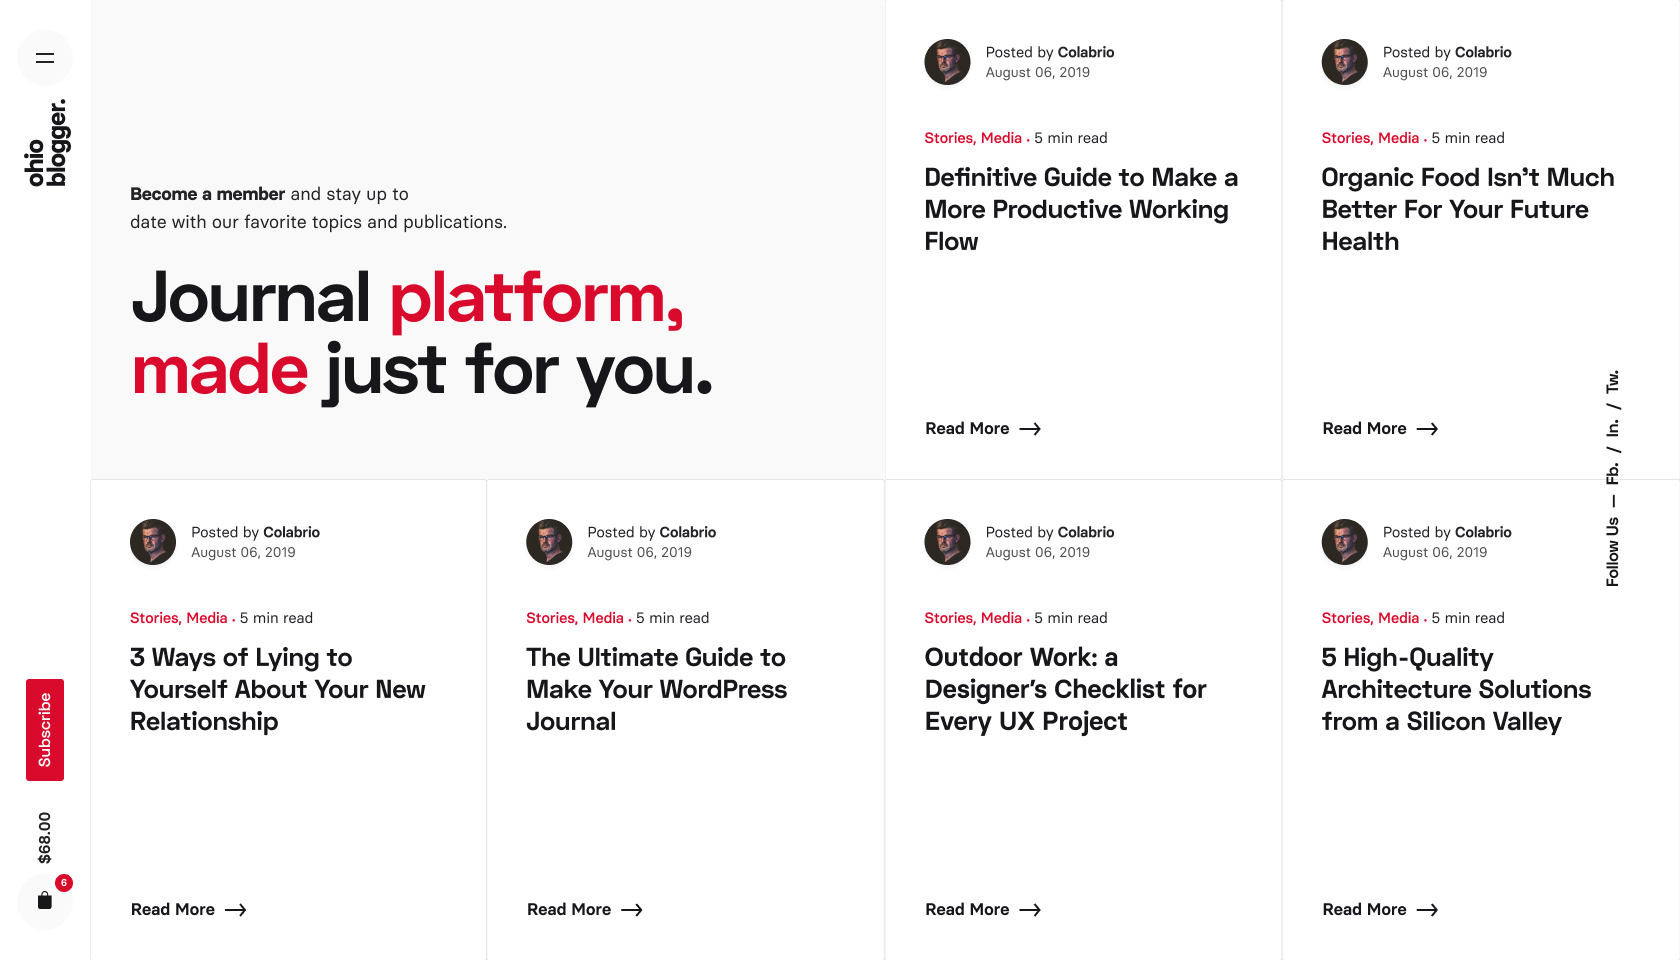 ohio
blogger.
Become a member and stay up to
date with our favorite topics and publications.
Journal platform,
made just for you.
Posted by Colabrio
August 06, 2019
Stories, Media • 5 min read
Definitive Guide to Make a
More Productive Working
Flow
Read More
Posted by Colabrio
August 06, 2019
Stories, Media • 5 min read
Organic Food Isn’t Much
Better For Your Future
Health
Read More
Follow Us — Fb. / In. / Tw.
Posted by Colabrio
August 06, 2019
Stories, Media • 5 min read
3 Ways of Lying to
Yourself About Your New
Relationship
Read More
Posted by Colabrio
August 06, 2019
Stories, Media • 5 min read
The Ultimate Guide to
Make Your WordPress
Journal
Read More
Posted by Colabrio
August 06, 2019
Stories, Media • 5 min read
Outdoor Work: a
Designer’s Checklist for
Every UX Project
Read More
Posted by Colabrio
August 06, 2019
Stories, Media • 5 min read
5 High-Quality
Architecture Solutions
from a Silicon Valley
Read More
Subscribe
$68.00
6